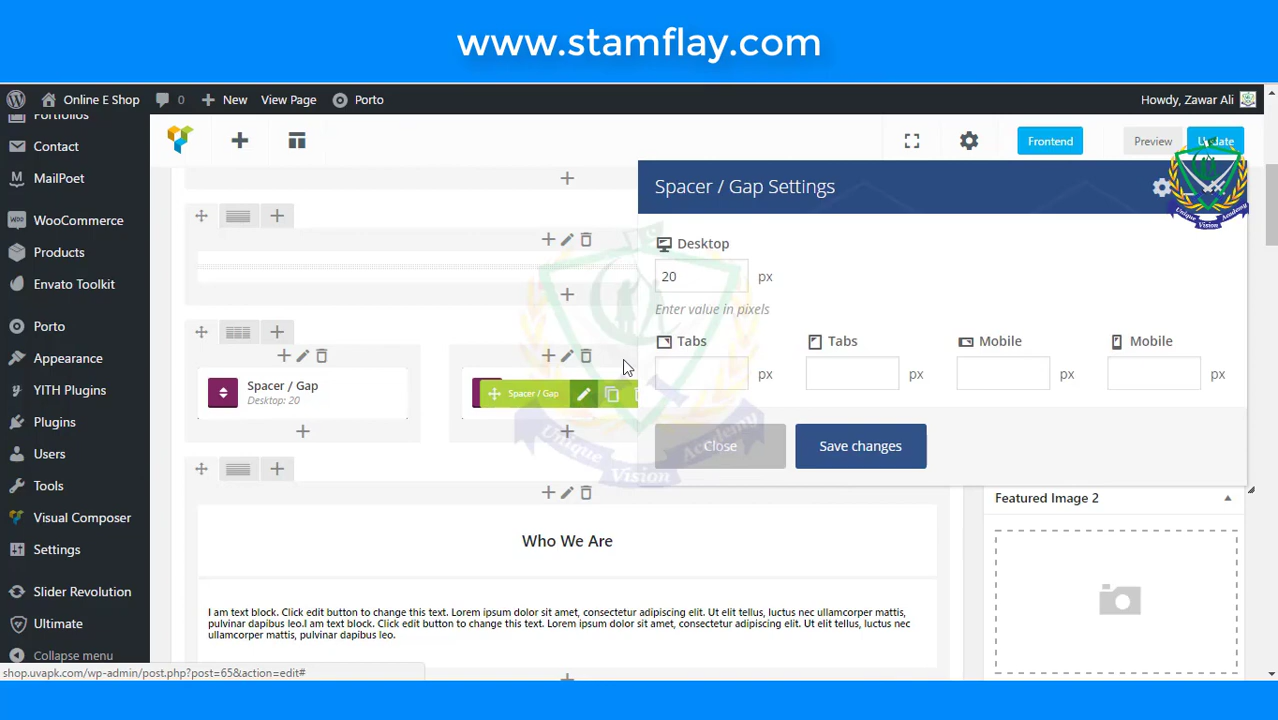 www.stamflay.com
Online E Shop
0
New
View Page
Porto
Howdy, Zawar Ali
Portfolios
Contact
MailPoet
WooCommerce
Products
Envato Toolkit
Porto
Appearance
YITH Plugins
Plugins
Users
Tools
Visual Composer
Settings
Slider Revolution
Ultimate
Collapse menu
Frontend
Preview
Update
Spacer / Gap Settings
Desktop
20
px
Enter value in pixels
Tabs
Tabs
Mobile
Mobile
px
px
px
px
Close
Save changes
Spacer / Gap
Desktop: 20
Spacer / Gap
Who We Are
I am text block. Click edit button to change this text. Lorem ipsum dolor sit amet, consectetur adipiscing elit. Ut elit tellus, luctus nec ullamcorper mattis,
pulvinar dapibus leo.I am text block. Click edit button to change this text. Lorem ipsum dolor sit amet, consectetur adipiscing elit. Ut elit tellus, luctus nec
ullamcorper mattis, pulvinar dapibus leo.
Featured Image 2
Unique Vision Academy
Unique Vision Academy
shop.uvapk.com/wp-admin/post.php?post=65&action=edit#